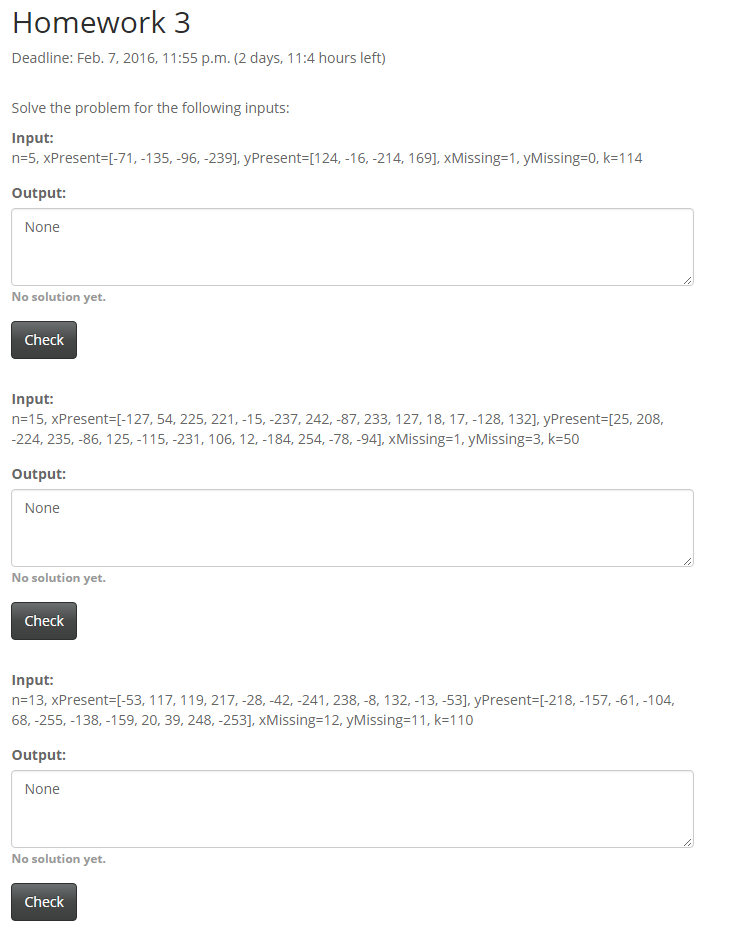 Homework 3
Deadline: Feb. 7, 2016, 11:55 p.m. (2 days, 11:4 hours left)
Solve the problem for the following inputs:
Input:
n=5, xPresent=[-71, -135, -96, -239], yPresent=[124, -16, -214, 169], xMissing=1, yMissing=0, k=114
Output:
None
No solution yet.
Check
Input:
n=15, xPresent=[-127, 54, 225, 221, -15, -237, 242, -87, 233, 127, 18, 17, -128, 132], yPresent=[25, 208,
-224, 235, -86, 125, -115, -231, 106, 12, -184, 254, -78, -94], xMissing=1, yMissing=3, k=50
Output:
None
No solution yet.
Check
Input:
n=13, xPresent=[-53, 117, 119, 217, -28, -42, -241, 238, -8, 132, -13, -53], yPresent=[-218, -157, -61, -104,
68, -255, -138, -159, 20, 39, 248, -253], xMissing=12, yMissing=11, k=110
Output:
None
No solution yet.
Check